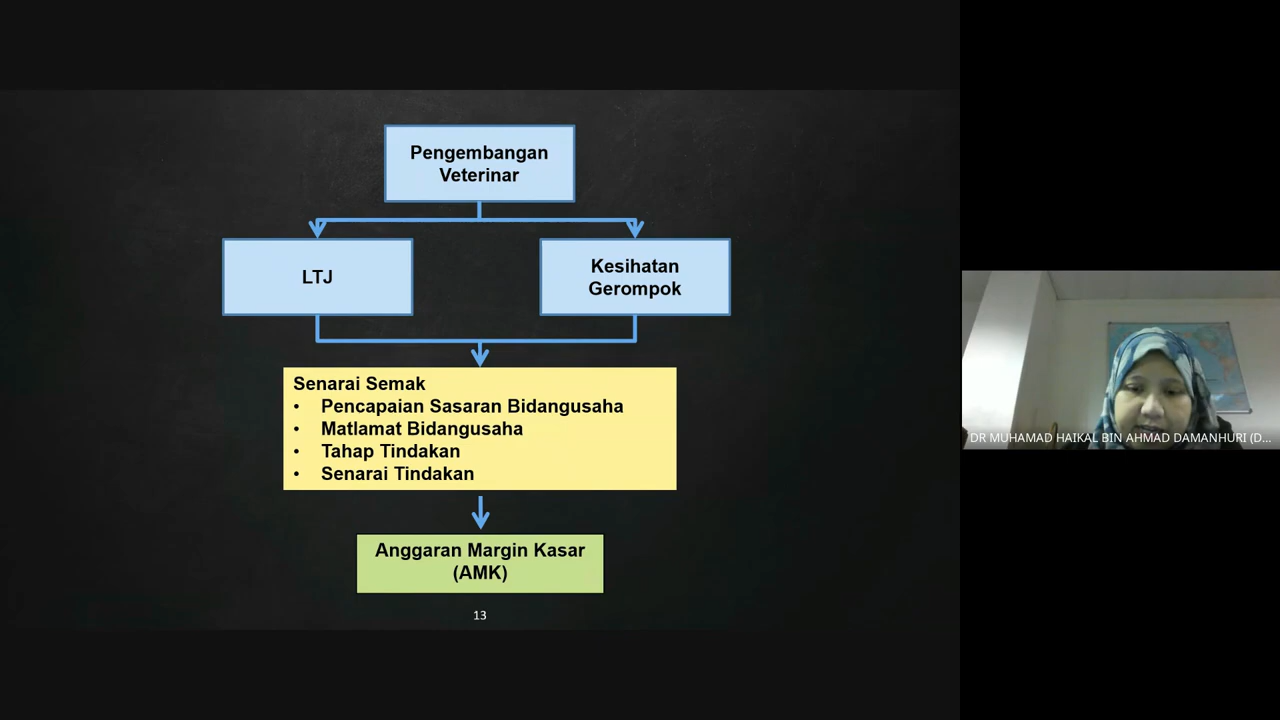 Pengembangan
Veterinar
LTJ
Kesihatan
Gerompok
Senarai Semak
• Pencapaian Sasaran Bidangusaha
• Matlamat Bidangusaha
• Tahap Tindakan
• Senarai Tindakan
Anggaran Margin Kasar
(AMK)
13
DR MUHAMAD HAIKAL BIN AHMAD DAMANHURI (D...